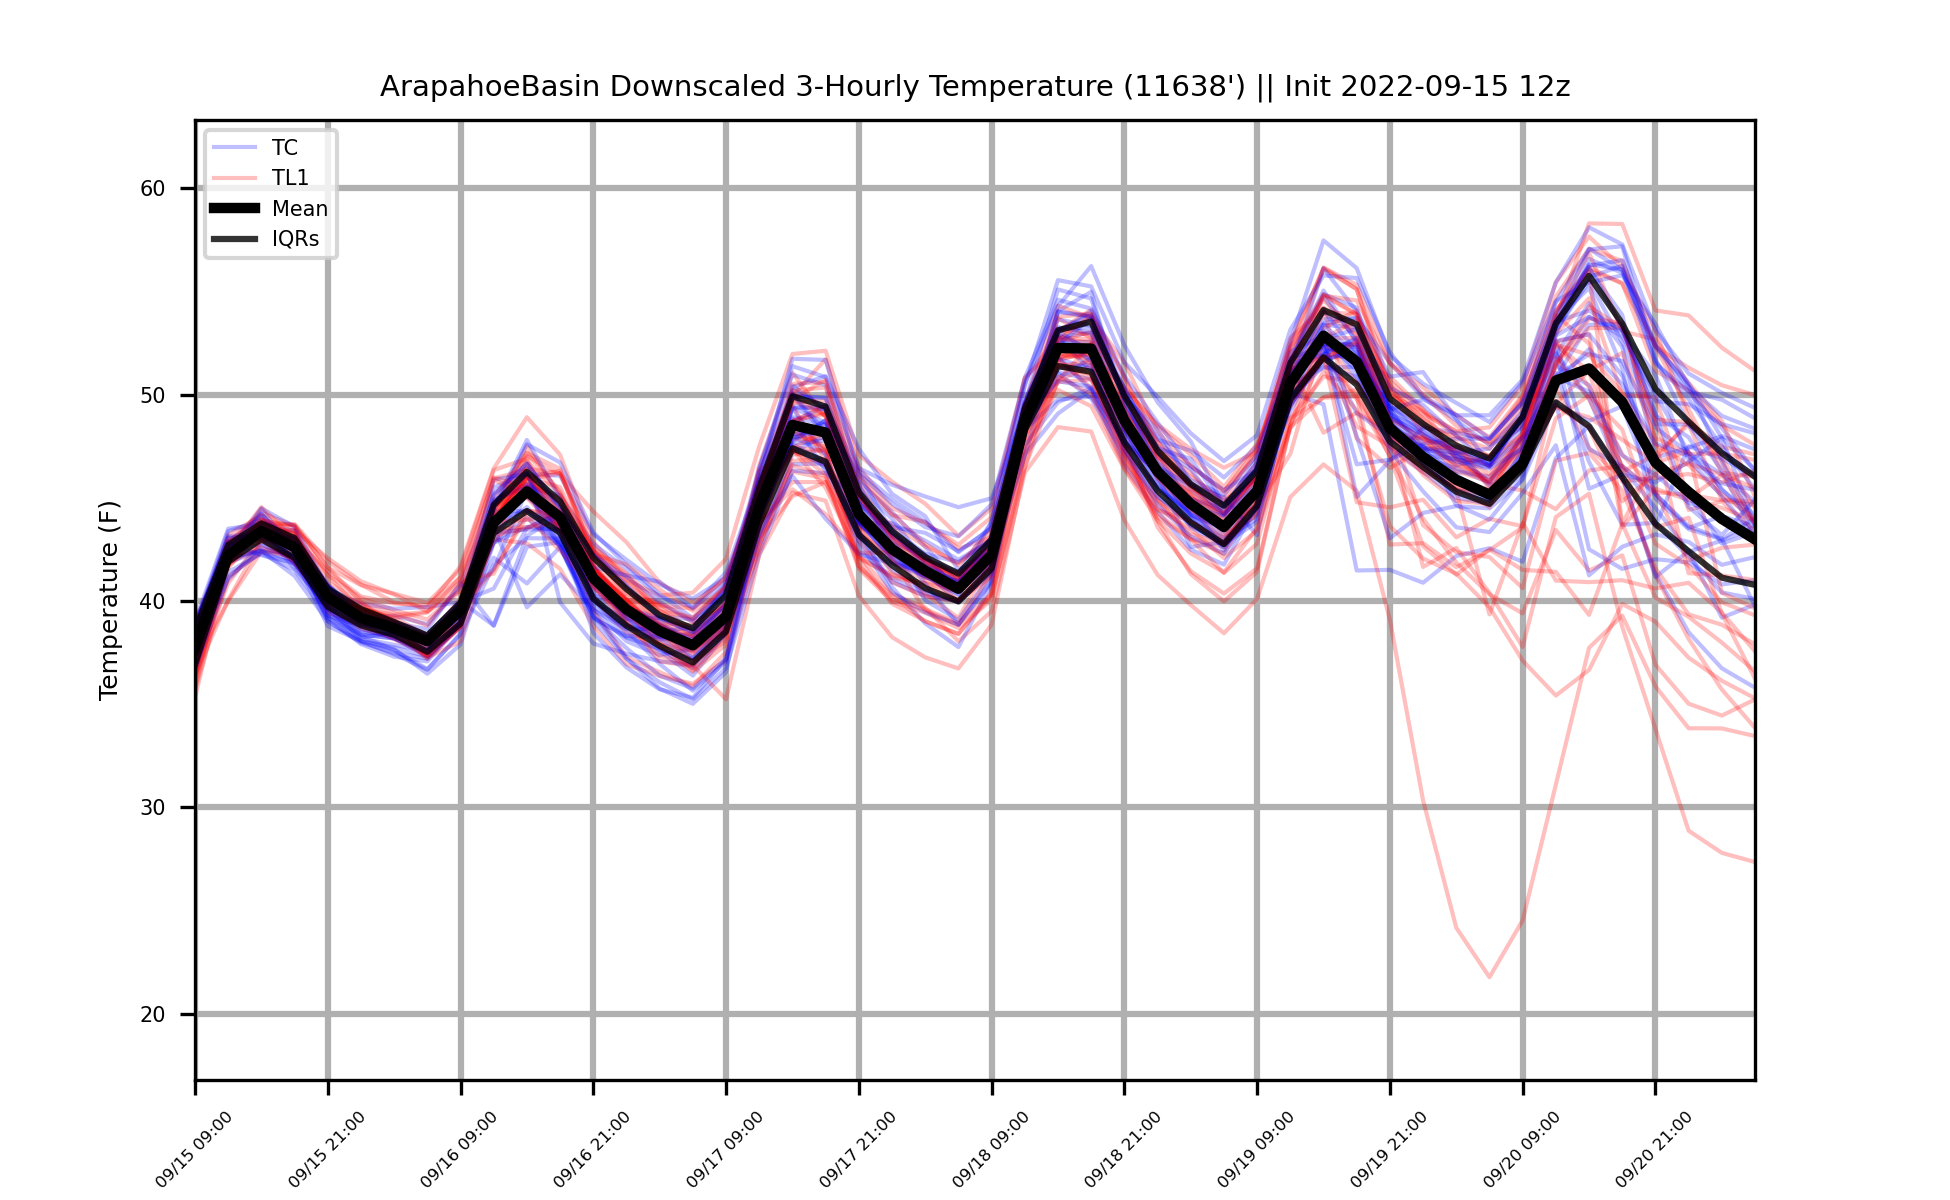 ArapahoeBasin Downscaled 3-Hourly Temperature (11638') || Init 2022-09-15 12z
TC
TL1
Mean
IQRs
Temperature (F)
60
50
40
30
20
09/15 09:00
09/15 21:00
09/16 09:00
09/16 21:00
09/17 09:00
09/17 21:00
09/18 09:00
09/18 21:00
09/19 09:00
09/19 21:00
09/20 09:00
09/20 21:00